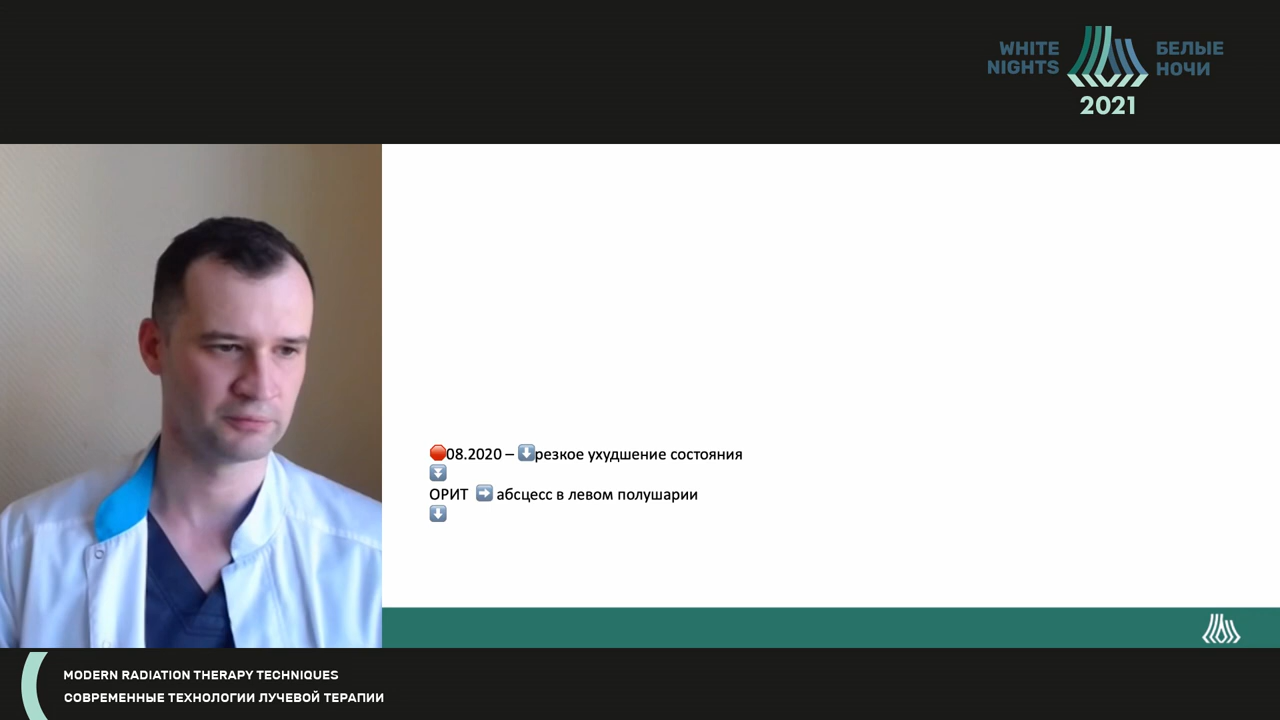 WHITE NIGHTS
БЕЛЫЕ НОЧИ
2021
🛑08.2020 – ⬇️резкое ухудшение состояния
⏬
ОРИТ ➡️ абсцесс в левом полушарии
⬇️
MODERN RADIATION THERAPY TECHNIQUES
СОВРЕМЕННЫЕ ТЕХНОЛОГИИ ЛУЧЕВОЙ ТЕРАПИИ